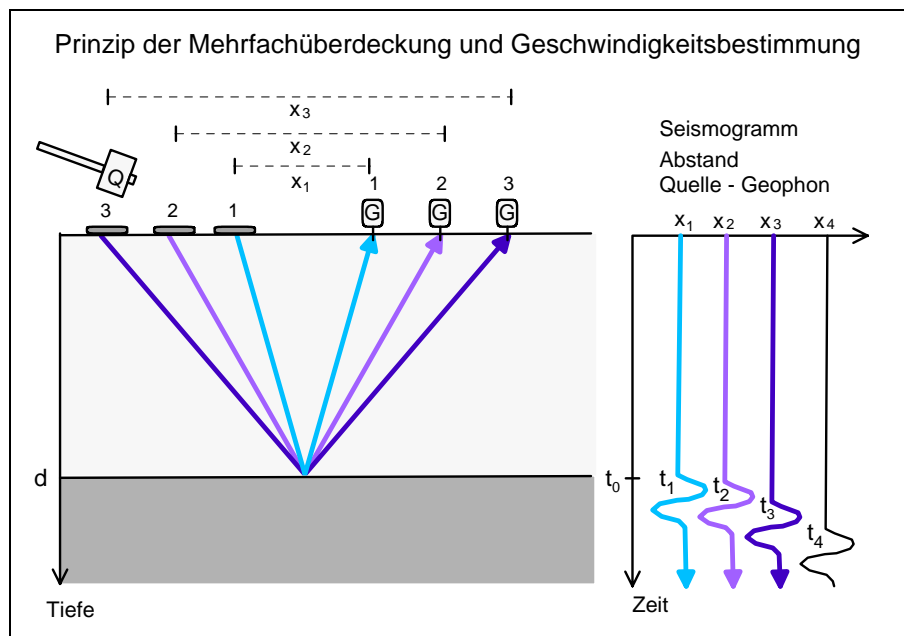 Prinzip der Mehrfachüberdeckung und Geschwindigkeitsbestimmung
x₃
x₂
x₁
Q
3 2 1
1 2 3
G G G
d
Tiefe
Seismogramm
Abstand
Quelle - Geophon
x₁ x₂ x₃ x₄
t₀
t₁ t₂ t₃ t₄
Zeit